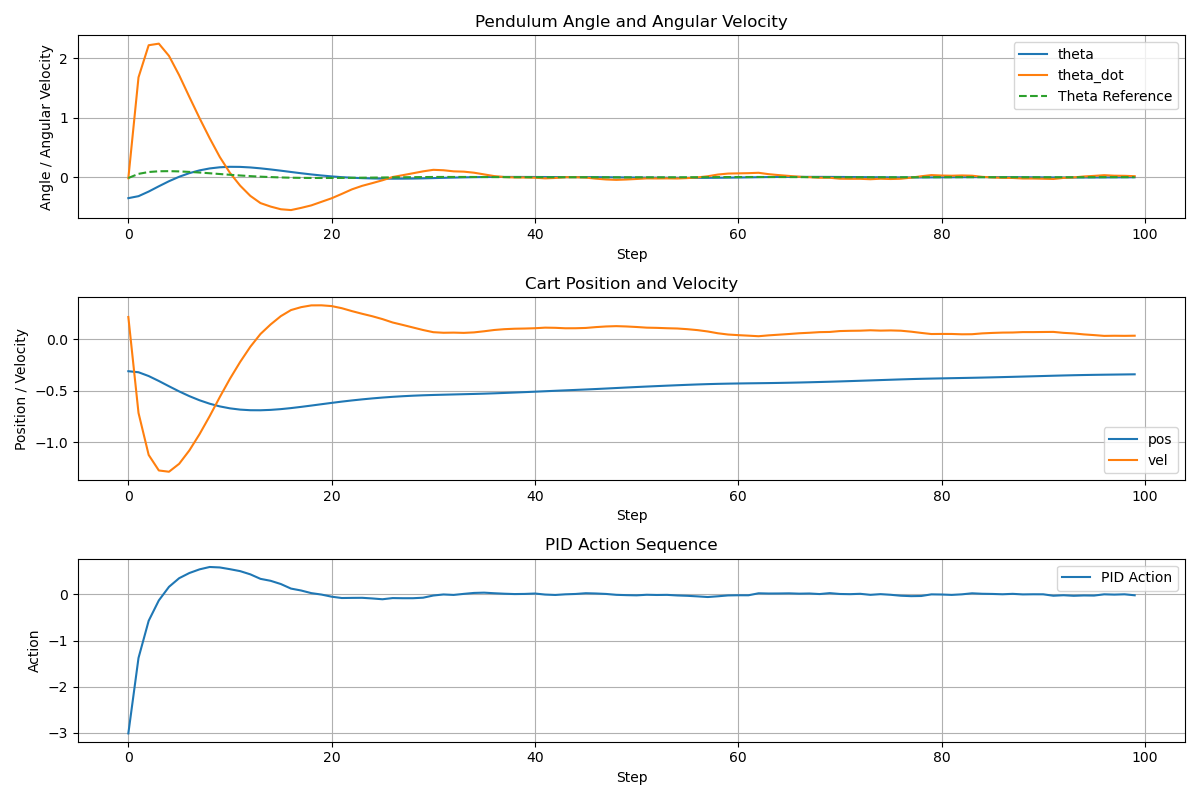 Pendulum Angle and Angular Velocity
Angle / Angular Velocity
2
1
0
theta
theta_dot
Theta Reference
0 20 40 60 80 100
Step
Cart Position and Velocity
Position / Velocity
0.0
−0.5
−1.0
pos
vel
0 20 40 60 80 100
Step
PID Action Sequence
Action
0
−1
−2
−3
PID Action
0 20 40 60 80 100
Step